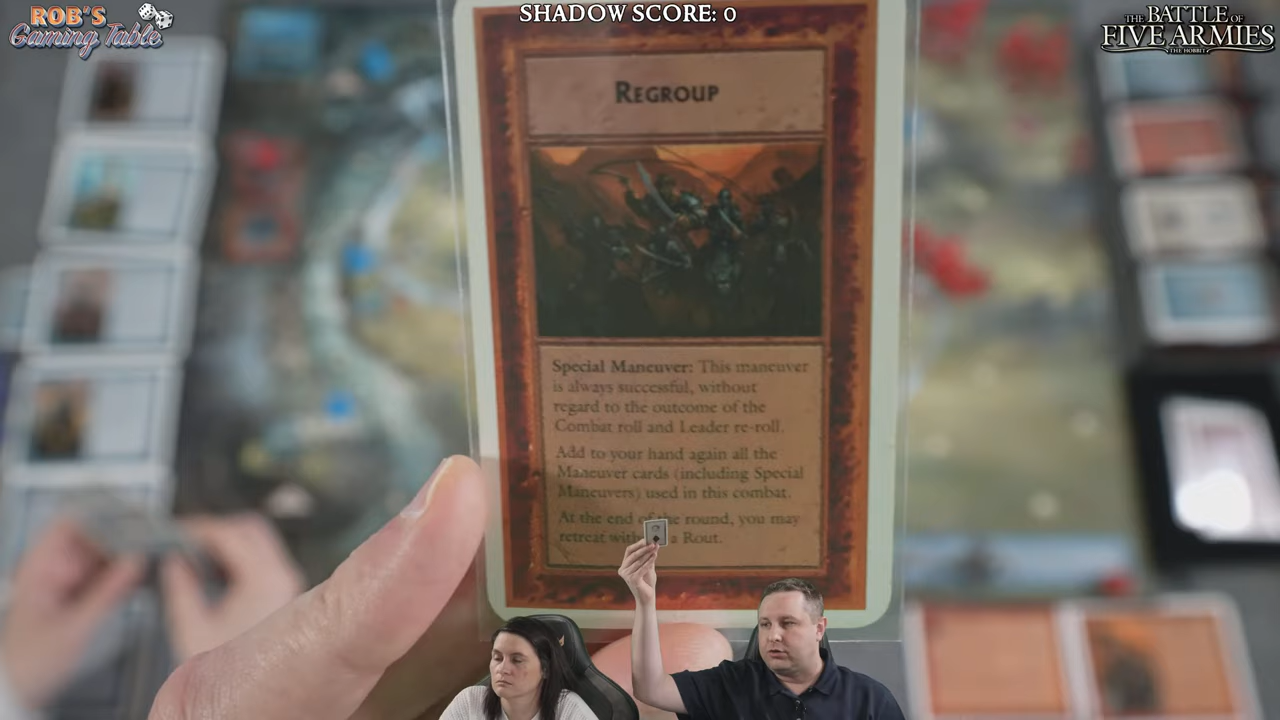 ROB'S
Gaming Table
SHADOW SCORE: 0
THE BATTLE OF
FIVE ARMIES
THE HOBBIT
REGROUP
Special Maneuver: This maneuver
is always successful, without
regard to the outcome of the
Combat roll and Leader re-roll.
Add to your hand again all the
Maneuver cards (including Special
Maneuvers) used in this combat.
At the end of the round, you may
retreat a Rout.